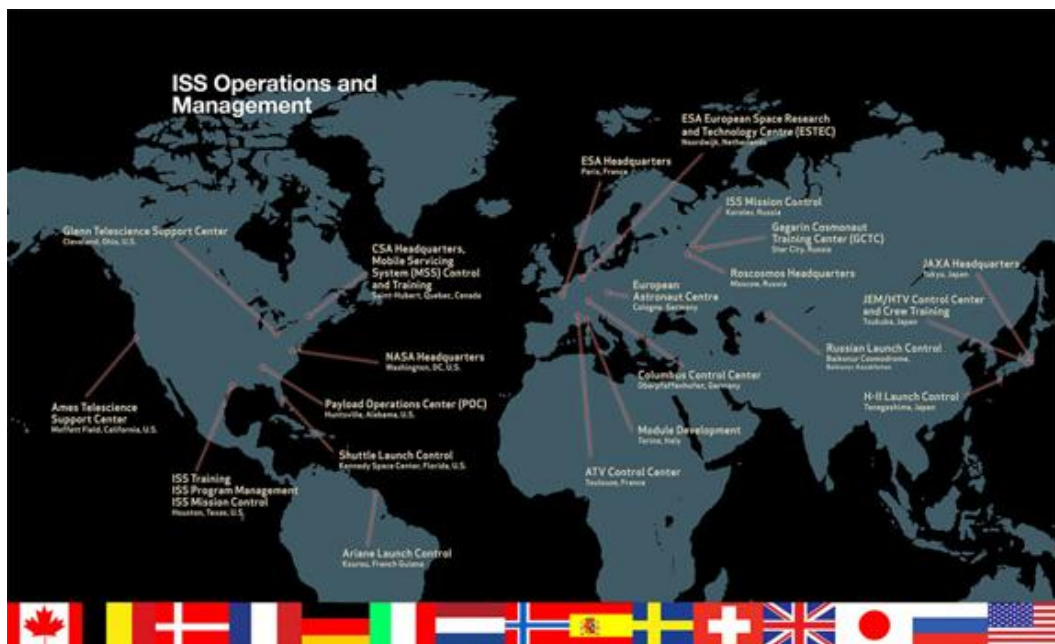 ISS Operations and
Management
ESA European Space Research
and Technology Centre (ESTEC)
Noordwijk, Netherlands
ESA Headquarters
Paris, France
ISS Mission Control
Korolev, Russia
Gagarin Cosmonaut
Training Center (GCTC)
Star City, Russia
Roscosmos Headquarters
Moscow, Russia
Glenn Telescience Support Center
Cleveland, Ohio, U.S.
CSA Headquarters,
Mobile Servicing
System (MSS) Control
and Training
Saint-Hubert, Quebec, Canada
JAXA Headquarters
Tokyo, Japan
European
Astronaut Centre
Cologne, Germany
JEM/HTV Control Center
and Crew Training
Tsukuba, Japan
NASA Headquarters
Washington, DC, U.S.
Russian Launch Control
Baikonur Cosmodrome,
Baikonur, Kazakhstan
Columbus Control Center
Oberpfaffenhofen, Germany
H-II Launch Control
Tanegashima, Japan
Ames Telescience
Support Center
Moffett Field, California, U.S.
Payload Operations Center (POC)
Huntsville, Alabama, U.S.
Module Development
Torino, Italy
Shuttle Launch Control
Kennedy Space Center, Florida, U.S.
ATV Control Center
Toulouse, France
ISS Training
ISS Program Management
ISS Mission Control
Houston, Texas, U.S.
Ariane Launch Control
Kourou, French Guiana